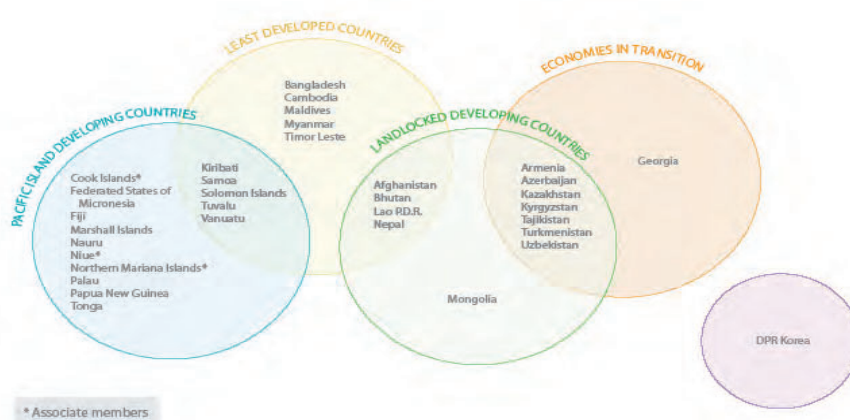 LEAST DEVELOPED COUNTRIES
Bangladesh
Cambodia
Maldives
Myanmar
Timor Leste
ECONOMIES IN TRANSITION
Georgia
PACIFIC ISLAND DEVELOPING COUNTRIES
Cook Islands*
Federated States of
Micronesia
Fiji
Marshall Islands
Nauru
Niue*
Northern Mariana Islands*
Palau
Papua New Guinea
Tonga
Kiribati
Samoa
Solomon Islands
Tuvalu
Vanuatu
LANDLOCKED DEVELOPING COUNTRIES
Afghanistan
Bhutan
Lao P.D.R.
Nepal
Armenia
Azerbaijan
Kazakhstan
Kyrgyzstan
Tajikistan
Turkmenistan
Uzbekistan
Mongolia
DPR Korea
* Associate members